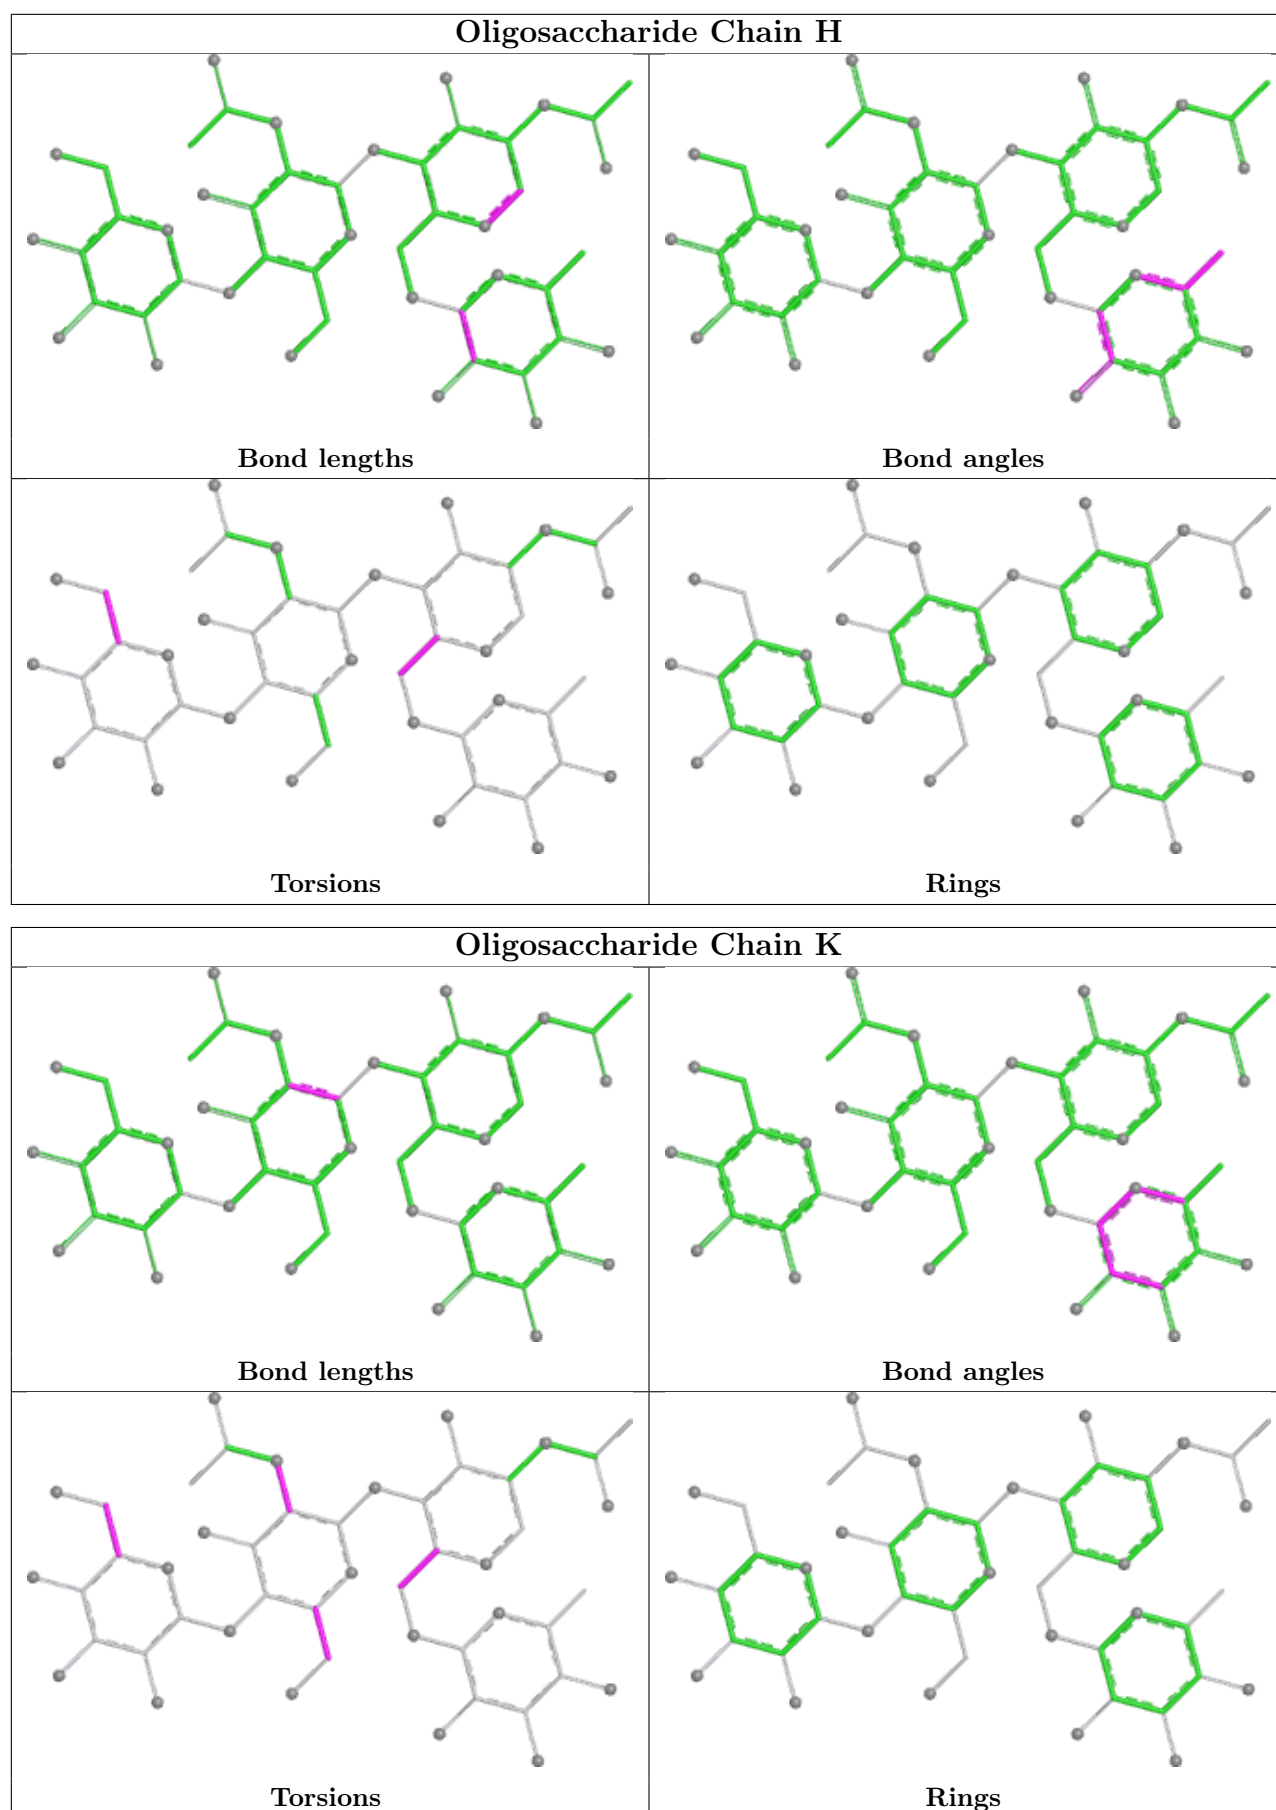 Oligosaccharide Chain H
Bond lengths
Bond angles
Torsions
Rings
Oligosaccharide Chain K
Bond lengths
Bond angles
Torsions
Rings